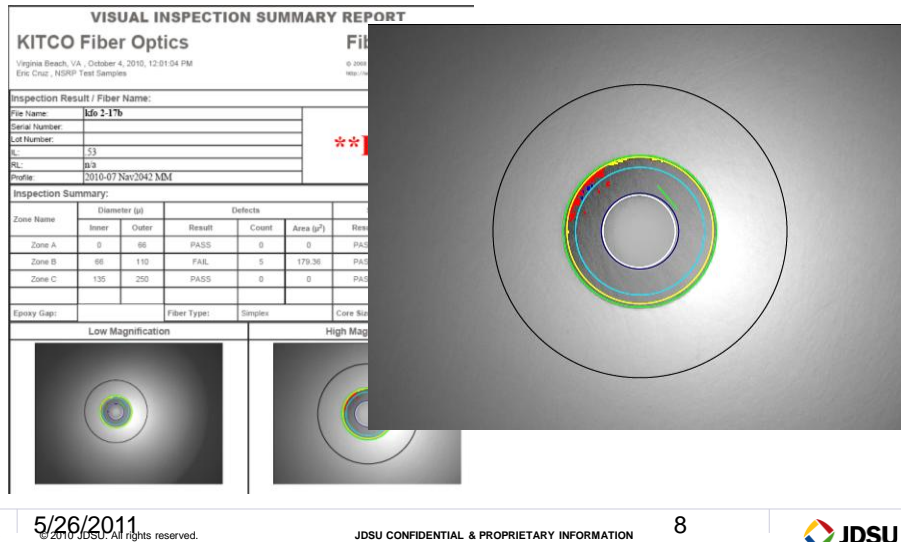 VISUAL INSPECTION SUMMARY REPORT
KITCO Fiber Optics
Fib
Virginia Beach, VA , October 4, 2010, 12:01:04 PM
Eric Cruz , NSRP Test Samples
Inspection Result / Fiber Name:
File Name: kfo 2-17b
Serial Number:
Lot Number:
IL: .53
RL: n/a
Profile: 2010-07 Nav2042 MM
Inspection Summary:
Zone Name Diameter (µ) Defects
Inner Outer Result Count Area (µ²)
Zone A 0 66 PASS 0 0 PAS
Zone B 66 110 FAIL 5 179.36 PAS
Zone C 135 250 PASS 0 0 PAS
Epoxy Gap: Fiber Type: Simplex Core Siz
Low Magnification High Mag
5/26/2011
© 2010 JDSU. All rights reserved.
JDSU CONFIDENTIAL & PROPRIETARY INFORMATION
8
JDSU